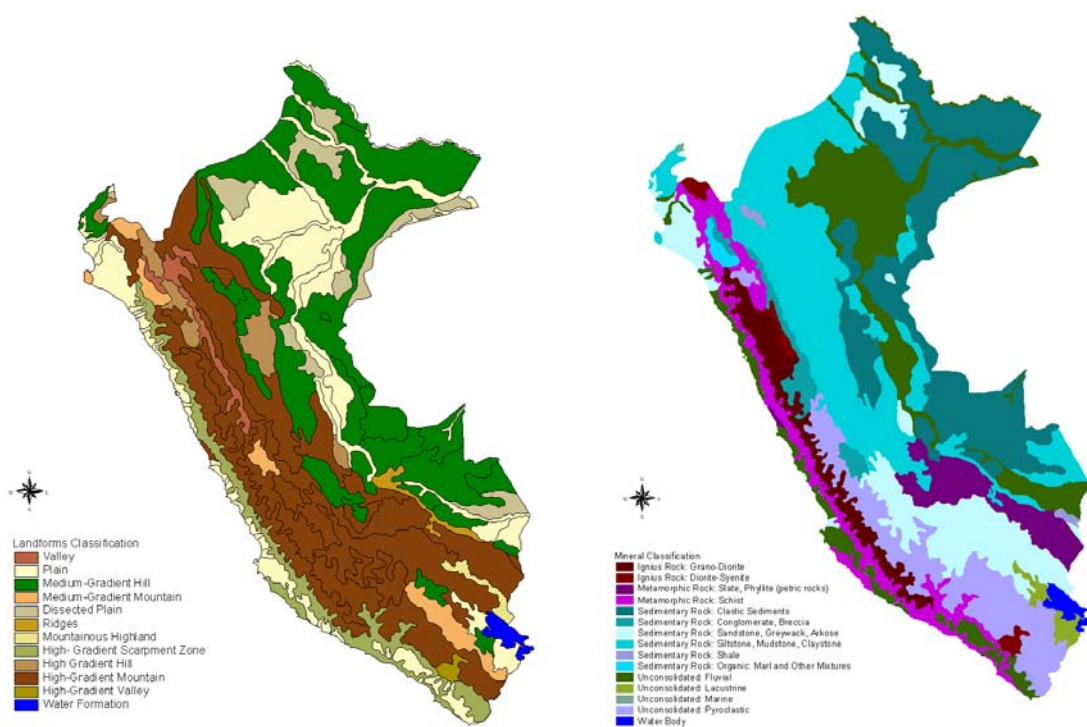 Landforms Classification
Valley
Plain
Medium-Gradient Hill
Medium-Gradient Mountain
Dissected Plain
Ridges
Mountainous Highland
High- Gradient Scarpment Zone
High Gradient Hill
High-Gradient Mountain
High-Gradient Valley
Water Formation
Mineral Classification
Ignius Rock: Grano-Diorite
Ignius Rock: Diorite-Syenite
Metamorphic Rock: Slate, Phyllite (petric rocks)
Metamorphic Rock: Schist
Sedimentary Rock: Clastic Sediments
Sedimentary Rock: Conglomerate, Breccia
Sedimentary Rock: Sandstone, Greywack, Arkose
Sedimentary Rock: Siltstone, Mudstone, Claystone
Sedimentary Rock: Shale
Sedimentary Rock: Organic: Marl and Other Mixtures
Unconsolidated: Fluvial
Unconsolidated: Lacustrine
Unconsolidated: Marine
Unconsolidated: Pyroclastic
Water Body